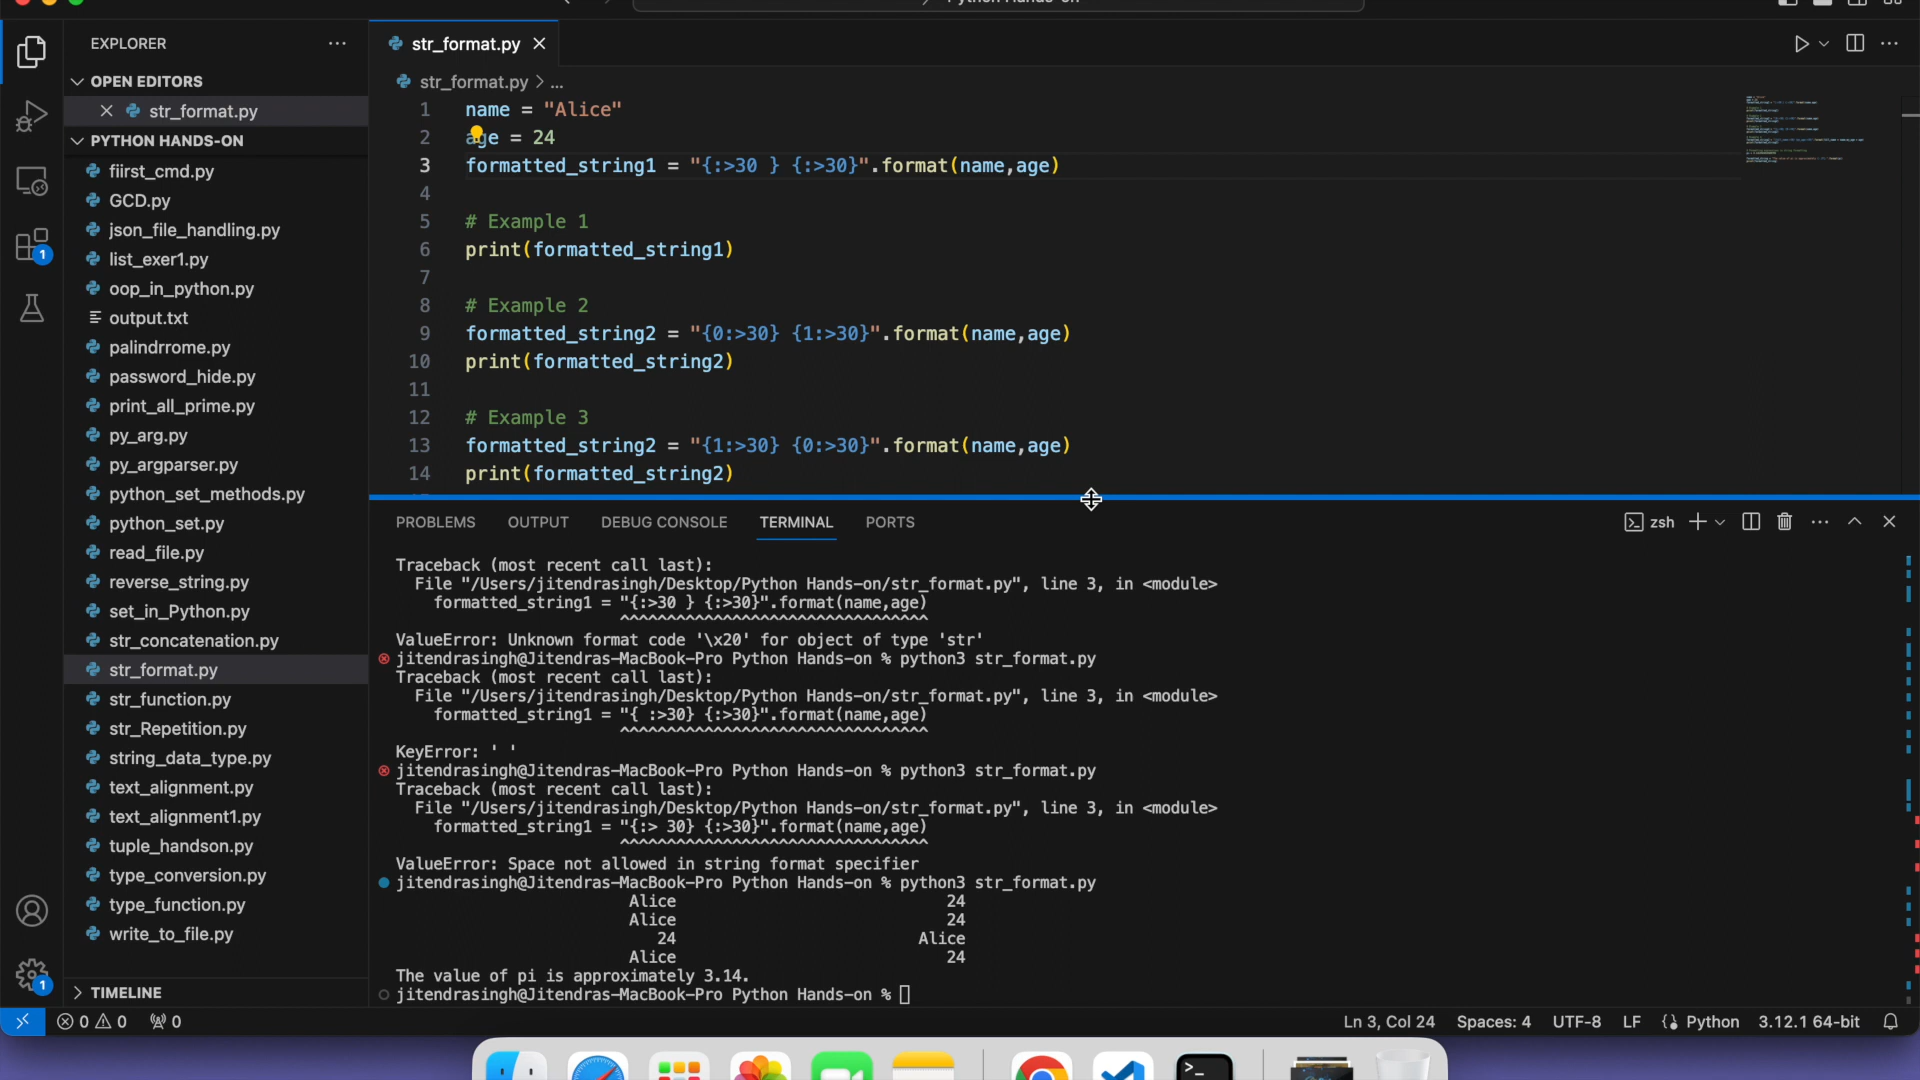 EXPLORER
OPEN EDITORS
str_format.py
PYTHON HANDS-ON
fiirst_cmd.py
GCD.py
json_file_handling.py
list_exer1.py
oop_in_python.py
output.txt
palindrrome.py
password_hide.py
print_all_prime.py
py_arg.py
py_argparser.py
python_set_methods.py
python_set.py
read_file.py
reverse_string.py
set_in_Python.py
str_concatenation.py
str_format.py
str_function.py
str_Repetition.py
string_data_type.py
text_alignment.py
text_alignment1.py
tuple_handson.py
type_conversion.py
type_function.py
write_to_file.py
TIMELINE
1
1
str_format.py
str_format.py > ...
1 name = "Alice"
2 age = 24
3 formatted_string1 = "{:>30 } {:>30}".format(name,age)
4
5 # Example 1
6 print(formatted_string1)
7
8 # Example 2
9 formatted_string2 = "{0:>30} {1:>30}".format(name,age)
10 print(formatted_string2)
11
12 # Example 3
13 formatted_string2 = "{1:>30} {0:>30}".format(name,age)
14 print(formatted_string2)
PROBLEMS OUTPUT DEBUG CONSOLE TERMINAL PORTS
zsh
Traceback (most recent call last):
File "/Users/jitendrasingh/Desktop/Python Hands-on/str_format.py", line 3, in <module>
formatted_string1 = "{:>30 } {:>30}".format(name,age)
^^^^^^^^^^^^^^^^^^^^^^^^^^^^^^^^^
ValueError: Unknown format code '\x20' for object of type 'str'
jitendrasingh@Jitendras-MacBook-Pro Python Hands-on % python3 str_format.py
Traceback (most recent call last):
File "/Users/jitendrasingh/Desktop/Python Hands-on/str_format.py", line 3, in <module>
formatted_string1 = "{ :>30} {:>30}".format(name,age)
^^^^^^^^^^^^^^^^^^^^^^^^^^^^^^^^^
KeyError: ' '
jitendrasingh@Jitendras-MacBook-Pro Python Hands-on % python3 str_format.py
Traceback (most recent call last):
File "/Users/jitendrasingh/Desktop/Python Hands-on/str_format.py", line 3, in <module>
formatted_string1 = "{:> 30} {:>30}".format(name,age)
^^^^^^^^^^^^^^^^^^^^^^^^^^^^^^^^^
ValueError: Space not allowed in string format specifier
jitendrasingh@Jitendras-MacBook-Pro Python Hands-on % python3 str_format.py
Alice 24
Alice 24
24 Alice
Alice 24
The value of pi is approximately 3.14.
jitendrasingh@Jitendras-MacBook-Pro Python Hands-on %
0 0 0
Ln 3, Col 24 Spaces: 4 UTF-8 LF Python 3.12.1 64-bit